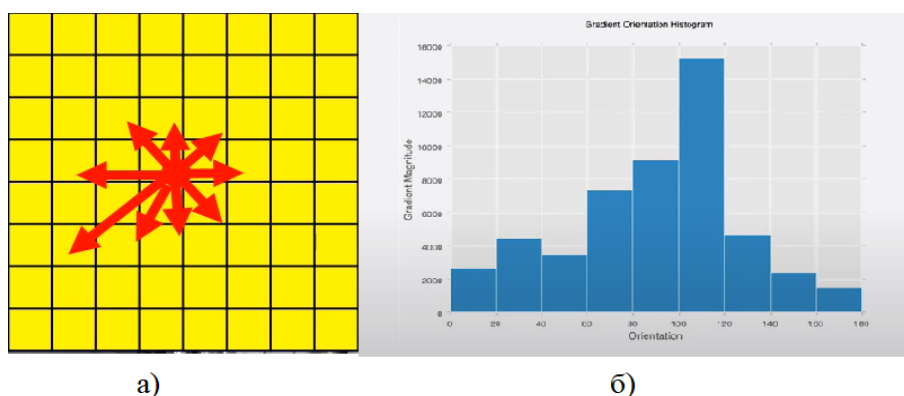 Gradient Orientation Histogram
16000
14000
12000
10000
8000
6000
4000
2000
0
Gradient Magnitude
0 20 40 60 80 100 120 140 160 180
Orientation
а) б)